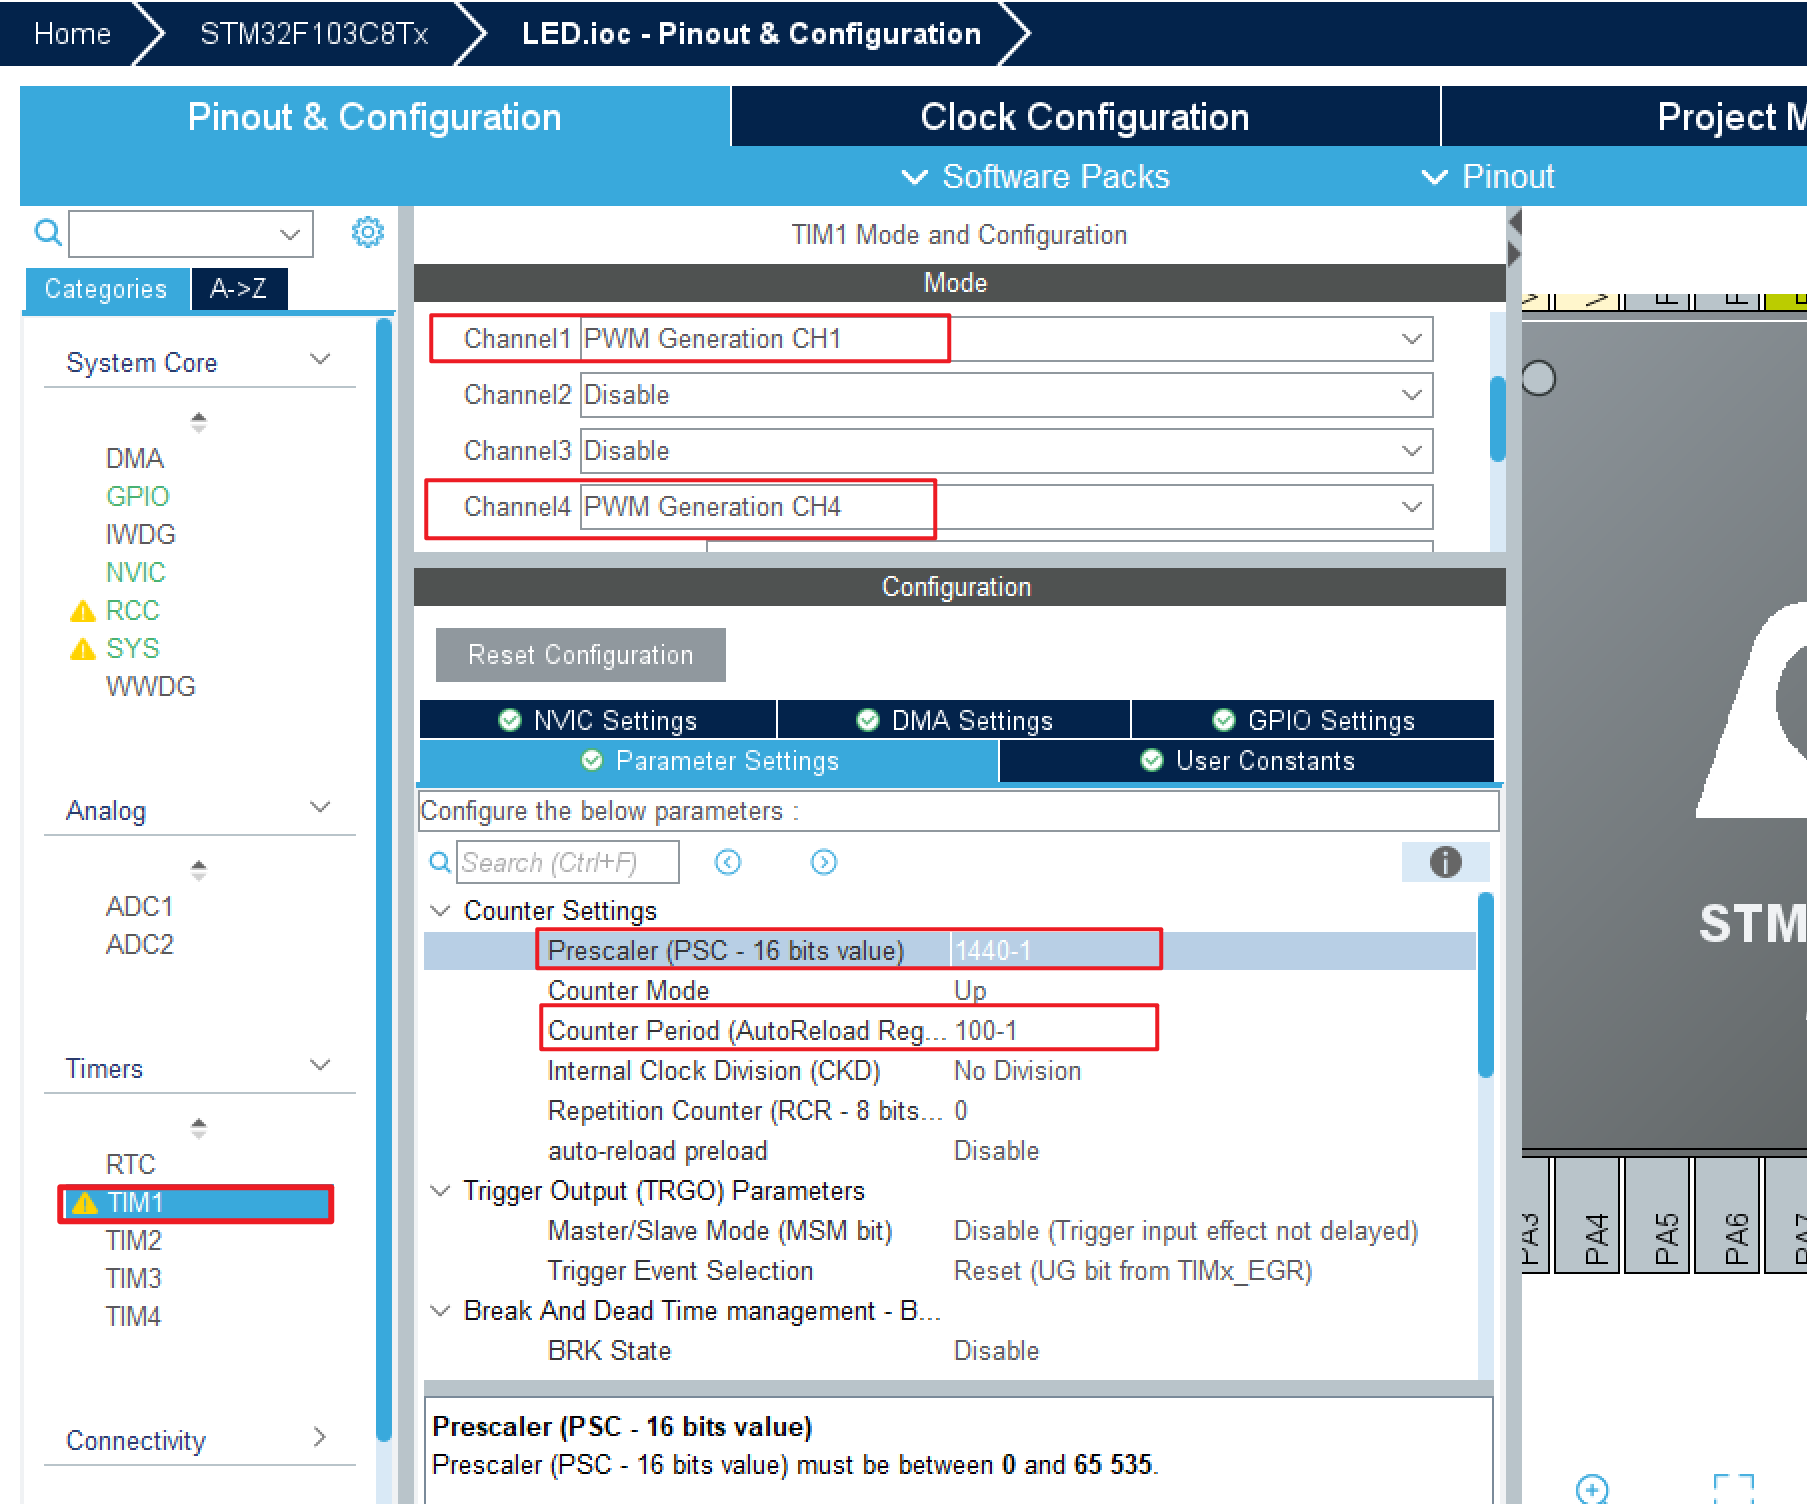 Home STM32F103C8Tx LED.ioc - Pinout & Configuration
Pinout & Configuration Clock Configuration Project M
Software Packs Pinout
Categories A->Z
System Core
DMA
GPIO
IWDG
NVIC
RCC
SYS
WWDG
Analog
ADC1
ADC2
Timers
RTC
TIM1
TIM2
TIM3
TIM4
Connectivity
TIM1 Mode and Configuration
Mode
Channel1 PWM Generation CH1
Channel2 Disable
Channel3 Disable
Channel4 PWM Generation CH4
Configuration
Reset Configuration
NVIC Settings DMA Settings GPIO Settings
Parameter Settings User Constants
Configure the below parameters :
Search (Ctrl+F)
Counter Settings
Prescaler (PSC - 16 bits value) 1440-1
Counter Mode Up
Counter Period (AutoReload Reg... 100-1
Internal Clock Division (CKD) No Division
Repetition Counter (RCR - 8 bits... 0
auto-reload preload Disable
Trigger Output (TRGO) Parameters
Master/Slave Mode (MSM bit) Disable (Trigger input effect not delayed)
Trigger Event Selection Reset (UG bit from TIMx_EGR)
Break And Dead Time management - B...
BRK State Disable
Prescaler (PSC - 16 bits value)
Prescaler (PSC - 16 bits value) must be between 0 and 65 535.
STM
PA3
PA4
PA5
PA6
PA7